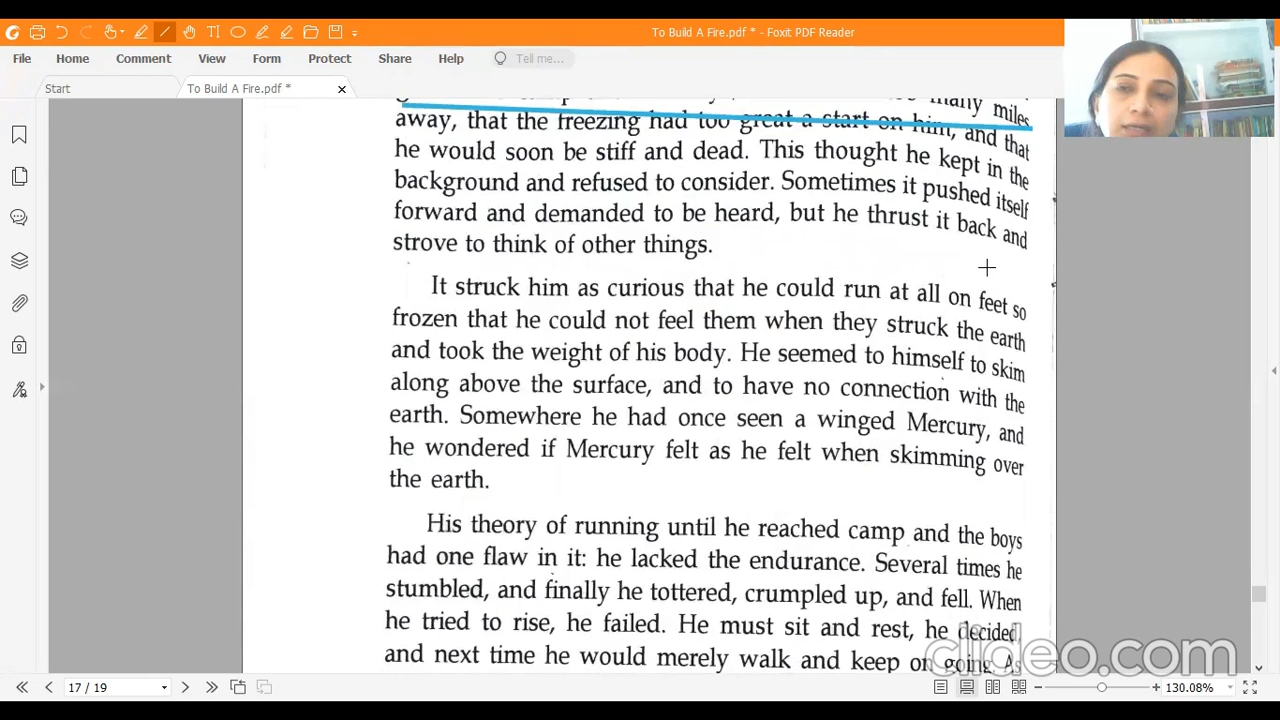 To Build A Fire.pdf * - Foxit PDF Reader
File Home Comment View Form Protect Share Help Tell me...
Start To Build A Fire.pdf *
many miles
away, that the freezing had too great a start on him, and that
he would soon be stiff and dead. This thought he kept in the
background and refused to consider. Sometimes it pushed itself
forward and demanded to be heard, but he thrust it back and
strove to think of other things.
It struck him as curious that he could run at all on feet so
frozen that he could not feel them when they struck the earth
and took the weight of his body. He seemed to himself to skim
along above the surface, and to have no connection with the
earth. Somewhere he had once seen a winged Mercury, and
he wondered if Mercury felt as he felt when skimming over
the earth.
His theory of running until he reached camp and the boys
had one flaw in it: he lacked the endurance. Several times he
stumbled, and finally he tottered, crumpled up, and fell. When
he tried to rise, he failed. He must sit and rest, he decided,
and next time he would merely walk and keep on going. As
clideo.com
17 / 19
130.08%